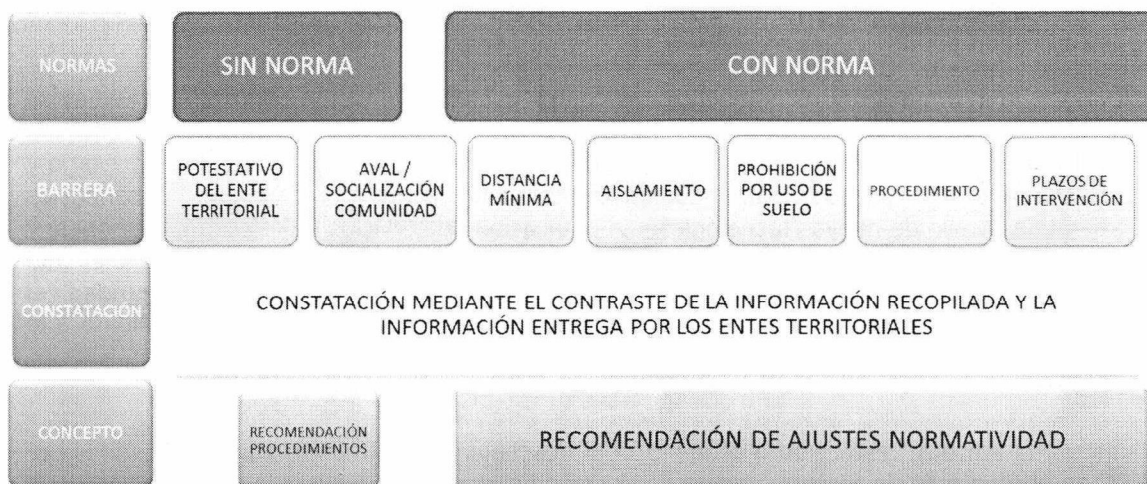 NORMAS
SIN NORMA
CON NORMA
BARRERA
POTESTATIVO
DEL ENTE
TERRITORIAL
AVAL /
SOCIALIZACIÓN
COMUNIDAD
DISTANCIA
MÍNIMA
AISLAMIENTO
PROHIBICIÓN
POR USO DE
SUELO
PROCEDIMIENTO
PLAZOS DE
INTERVENCIÓN
CONSTATACIÓN
CONSTATACIÓN MEDIANTE EL CONTRASTE DE LA INFORMACIÓN RECOPILADA Y LA
INFORMACIÓN ENTREGA POR LOS ENTES TERRITORIALES
CONCEPTO
RECOMENDACIÓN
PROCEDIMIENTOS
RECOMENDACIÓN DE AJUSTES NORMATIVIDAD